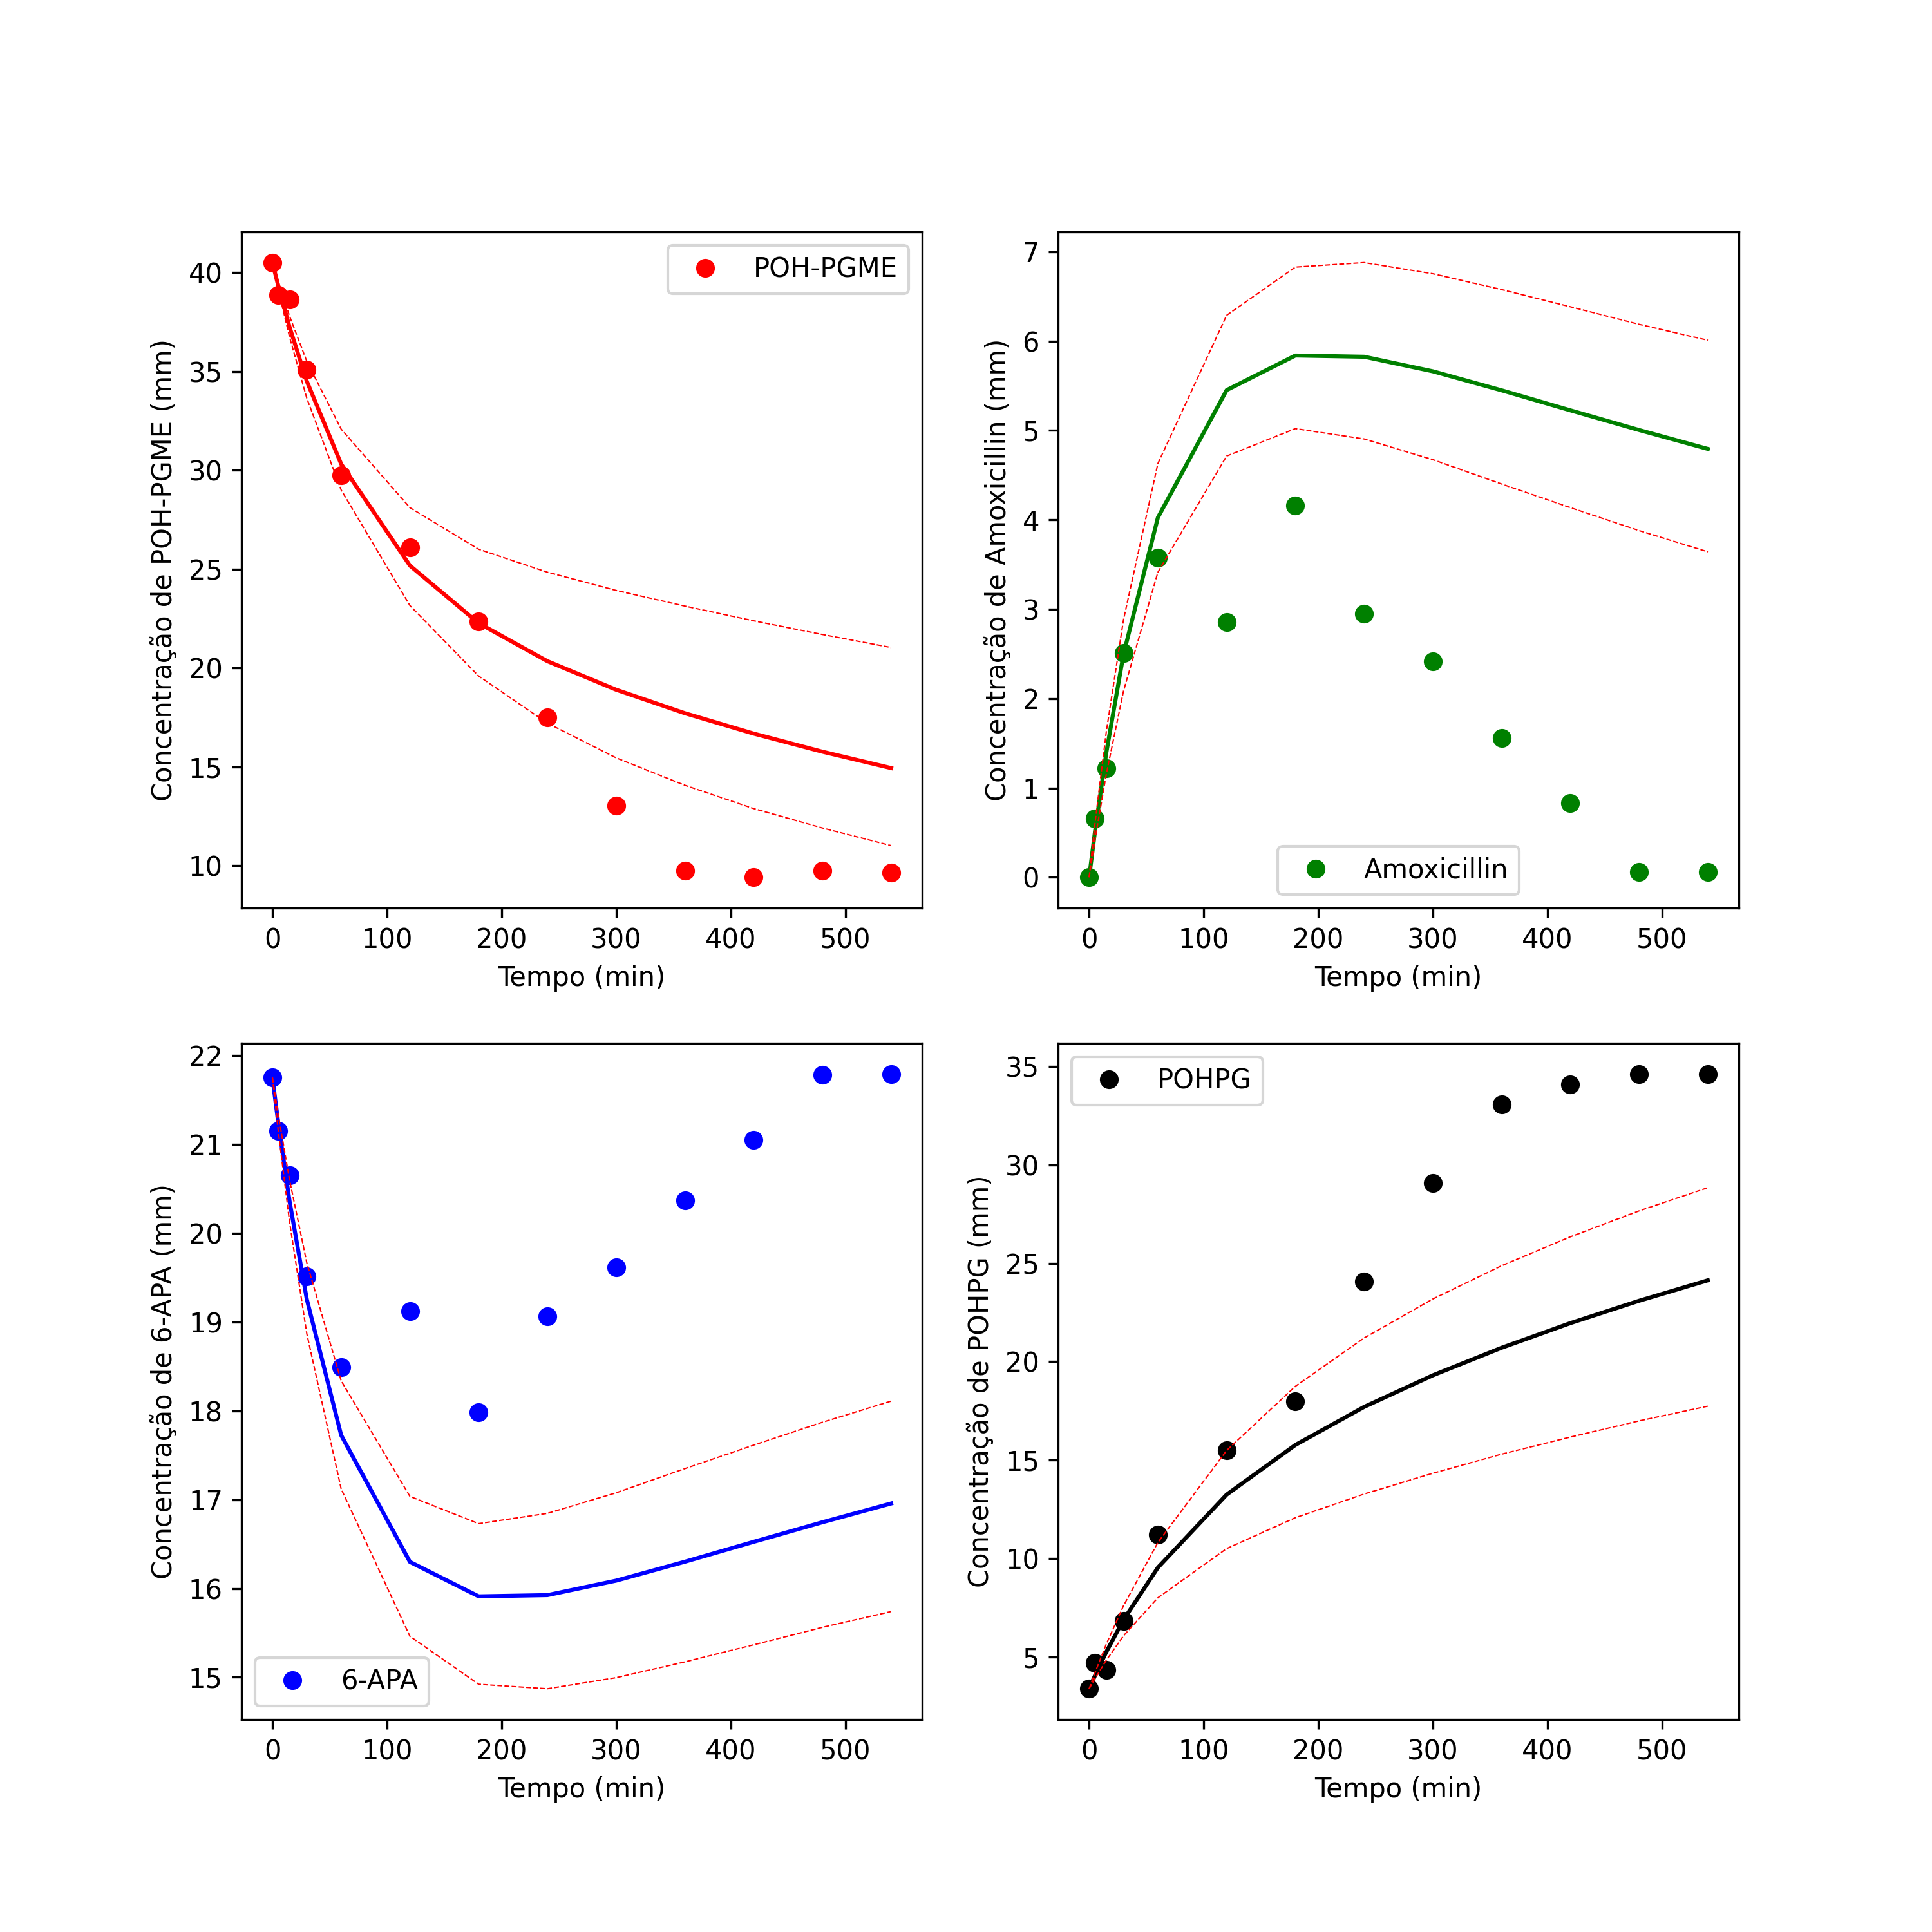 POH-PGME
Concentração de POH-PGME (mm)
40
35
30
25
20
15
10
0 100 200 300 400 500
Tempo (min)
Amoxicillin
Concentração de Amoxicillin (mm)
7
6
5
4
3
2
1
0
0 100 200 300 400 500
Tempo (min)
6-APA
Concentração de 6-APA (mm)
22
21
20
19
18
17
16
15
0 100 200 300 400 500
Tempo (min)
POHPG
Concentração de POHPG (mm)
35
30
25
20
15
10
5
0 100 200 300 400 500
Tempo (min)